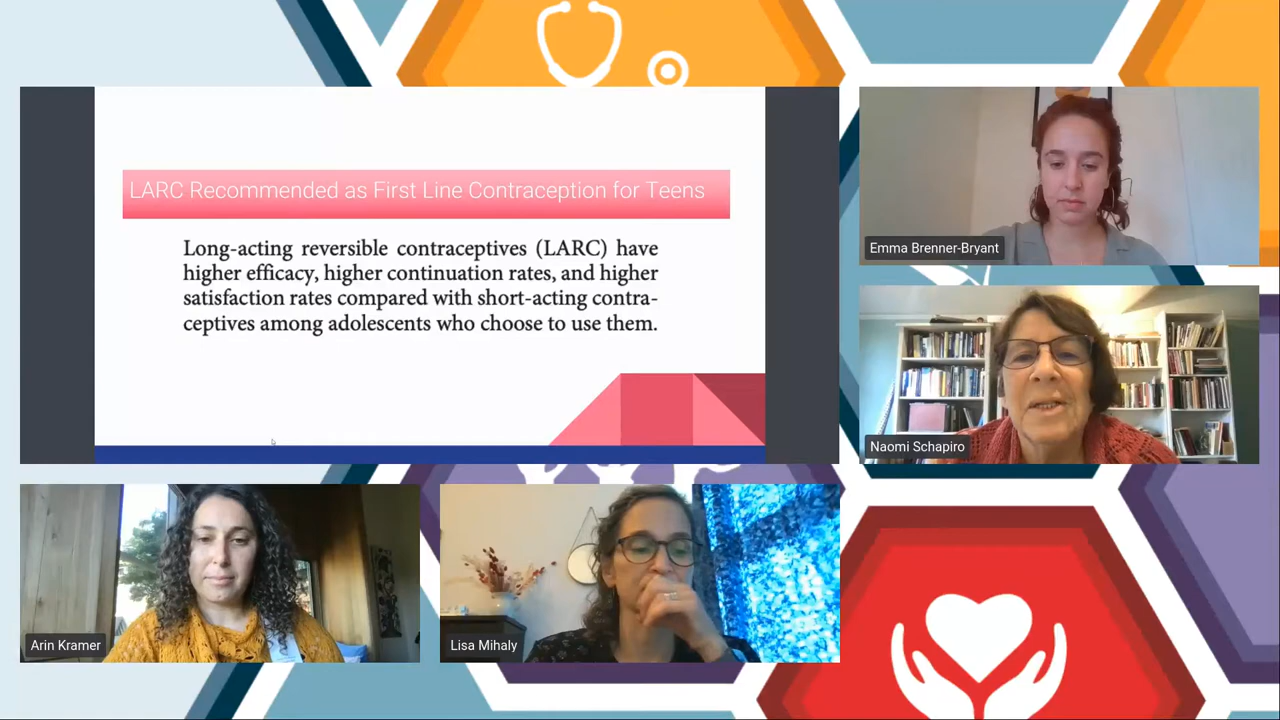 LARC Recommended as First Line Contraception for Teens
Long-acting reversible contraceptives (LARC) have
higher efficacy, higher continuation rates, and higher
satisfaction rates compared with short-acting contra-
ceptives among adolescents who choose to use them.
Emma Brenner-Bryant
Naomi Schapiro
Arin Kramer
Lisa Mihaly